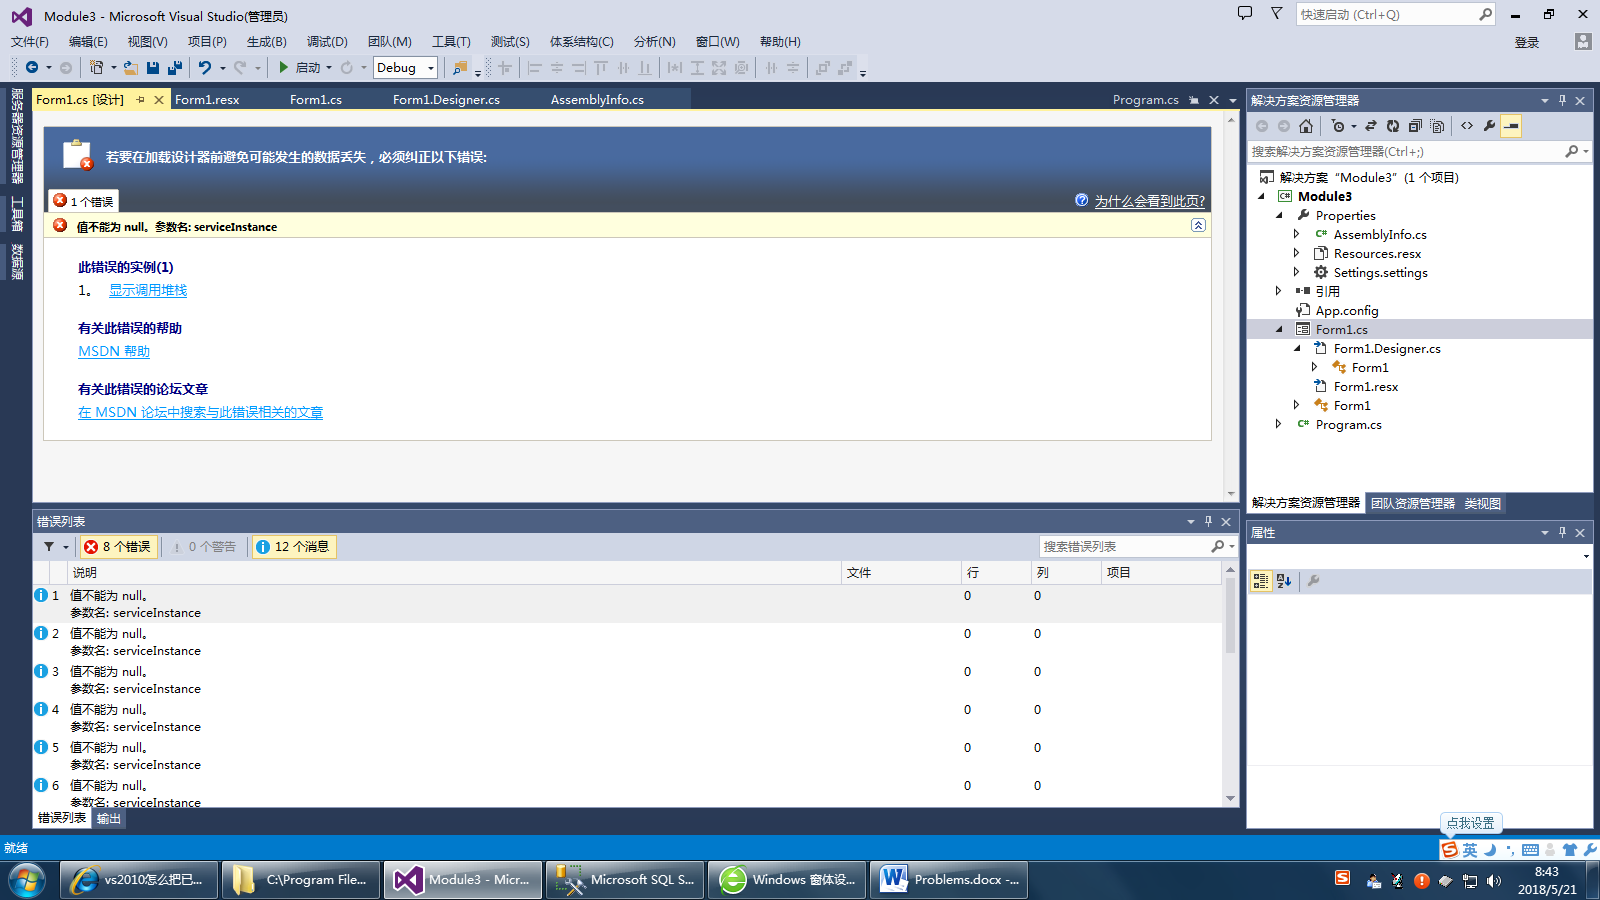 Module3 - Microsoft Visual Studio(管理员)
快速启动 (Ctrl+Q)
文件(F) 编辑(E) 视图(V) 项目(P) 生成(B) 调试(D) 团队(M) 工具(T) 测试(S) 体系结构(C) 分析(N) 窗口(W) 帮助(H)
登录
启动 Debug
服务器资源管理器
工具箱
数据源
Form1.cs [设计] Form1.resx Form1.cs Form1.Designer.cs AssemblyInfo.cs Program.cs
若要在加载设计器前避免可能发生的数据丢失，必须纠正以下错误:
1 个错误
为什么会看到此页?
值不能为 null。参数名: serviceInstance
此错误的实例(1)
1。 显示调用堆栈
有关此错误的帮助
MSDN 帮助
有关此错误的论坛文章
在 MSDN 论坛中搜索与此错误相关的文章
错误列表
8 个错误 0 个警告 12 个消息
搜索错误列表
说明 文件 行 列 项目
1 值不能为 null。 0 0
参数名: serviceInstance
2 值不能为 null。 0 0
参数名: serviceInstance
3 值不能为 null。 0 0
参数名: serviceInstance
4 值不能为 null。 0 0
参数名: serviceInstance
5 值不能为 null。 0 0
参数名: serviceInstance
6 值不能为 null。 0 0
参数名: serviceInstance
错误列表 输出
解决方案资源管理器
搜索解决方案资源管理器(Ctrl+;)
解决方案“Module3”(1 个项目)
C# Module3
Properties
C# AssemblyInfo.cs
Resources.resx
Settings.settings
引用
App.config
Form1.cs
Form1.Designer.cs
Form1
Form1.resx
Form1
C# Program.cs
解决方案资源管理器 团队资源管理器 类视图
属性
点我设置
就绪
英
vs2010怎么把已...
C:\Program File...
Module3 - Micr...
Microsoft SQL S...
Windows 窗体设...
Problems.docx -...
8:43
2018/5/21